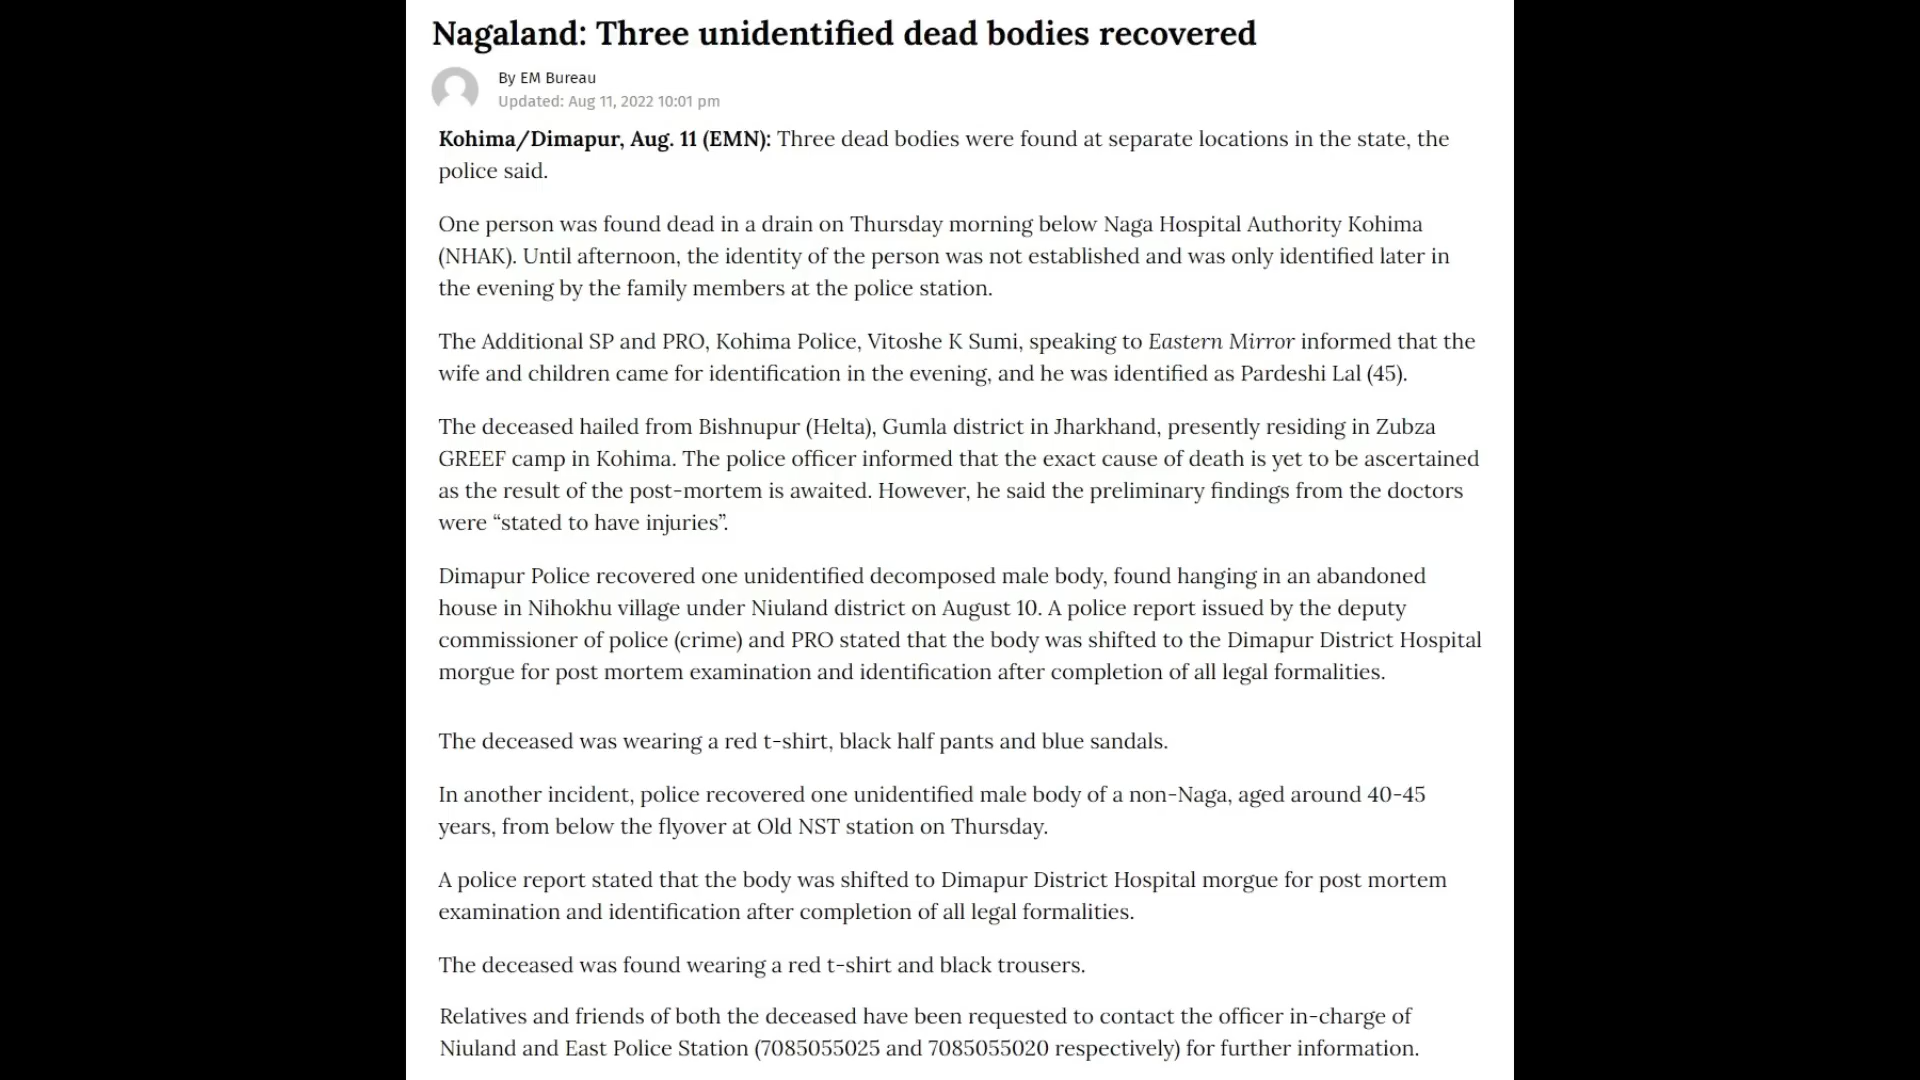 Nagaland: Three unidentified dead bodies recovered
By EM Bureau
Updated: Aug 11, 2022 10:01 pm
Kohima/Dimapur, Aug. 11 (EMN): Three dead bodies were found at separate locations in the state, the
police said.
One person was found dead in a drain on Thursday morning below Naga Hospital Authority Kohima
(NHAK). Until afternoon, the identity of the person was not established and was only identified later in
the evening by the family members at the police station.
The Additional SP and PRO, Kohima Police, Vitoshe K Sumi, speaking to Eastern Mirror informed that the
wife and children came for identification in the evening, and he was identified as Pardeshi Lal (45).
The deceased hailed from Bishnupur (Helta), Gumla district in Jharkhand, presently residing in Zubza
GREEF camp in Kohima. The police officer informed that the exact cause of death is yet to be ascertained
as the result of the post-mortem is awaited. However, he said the preliminary findings from the doctors
were “stated to have injuries”.
Dimapur Police recovered one unidentified decomposed male body, found hanging in an abandoned
house in Nihokhu village under Niuland district on August 10. A police report issued by the deputy
commissioner of police (crime) and PRO stated that the body was shifted to the Dimapur District Hospital
morgue for post mortem examination and identification after completion of all legal formalities.
The deceased was wearing a red t-shirt, black half pants and blue sandals.
In another incident, police recovered one unidentified male body of a non-Naga, aged around 40-45
years, from below the flyover at Old NST station on Thursday.
A police report stated that the body was shifted to Dimapur District Hospital morgue for post mortem
examination and identification after completion of all legal formalities.
The deceased was found wearing a red t-shirt and black trousers.
Relatives and friends of both the deceased have been requested to contact the officer in-charge of
Niuland and East Police Station (7085055025 and 7085055020 respectively) for further information.